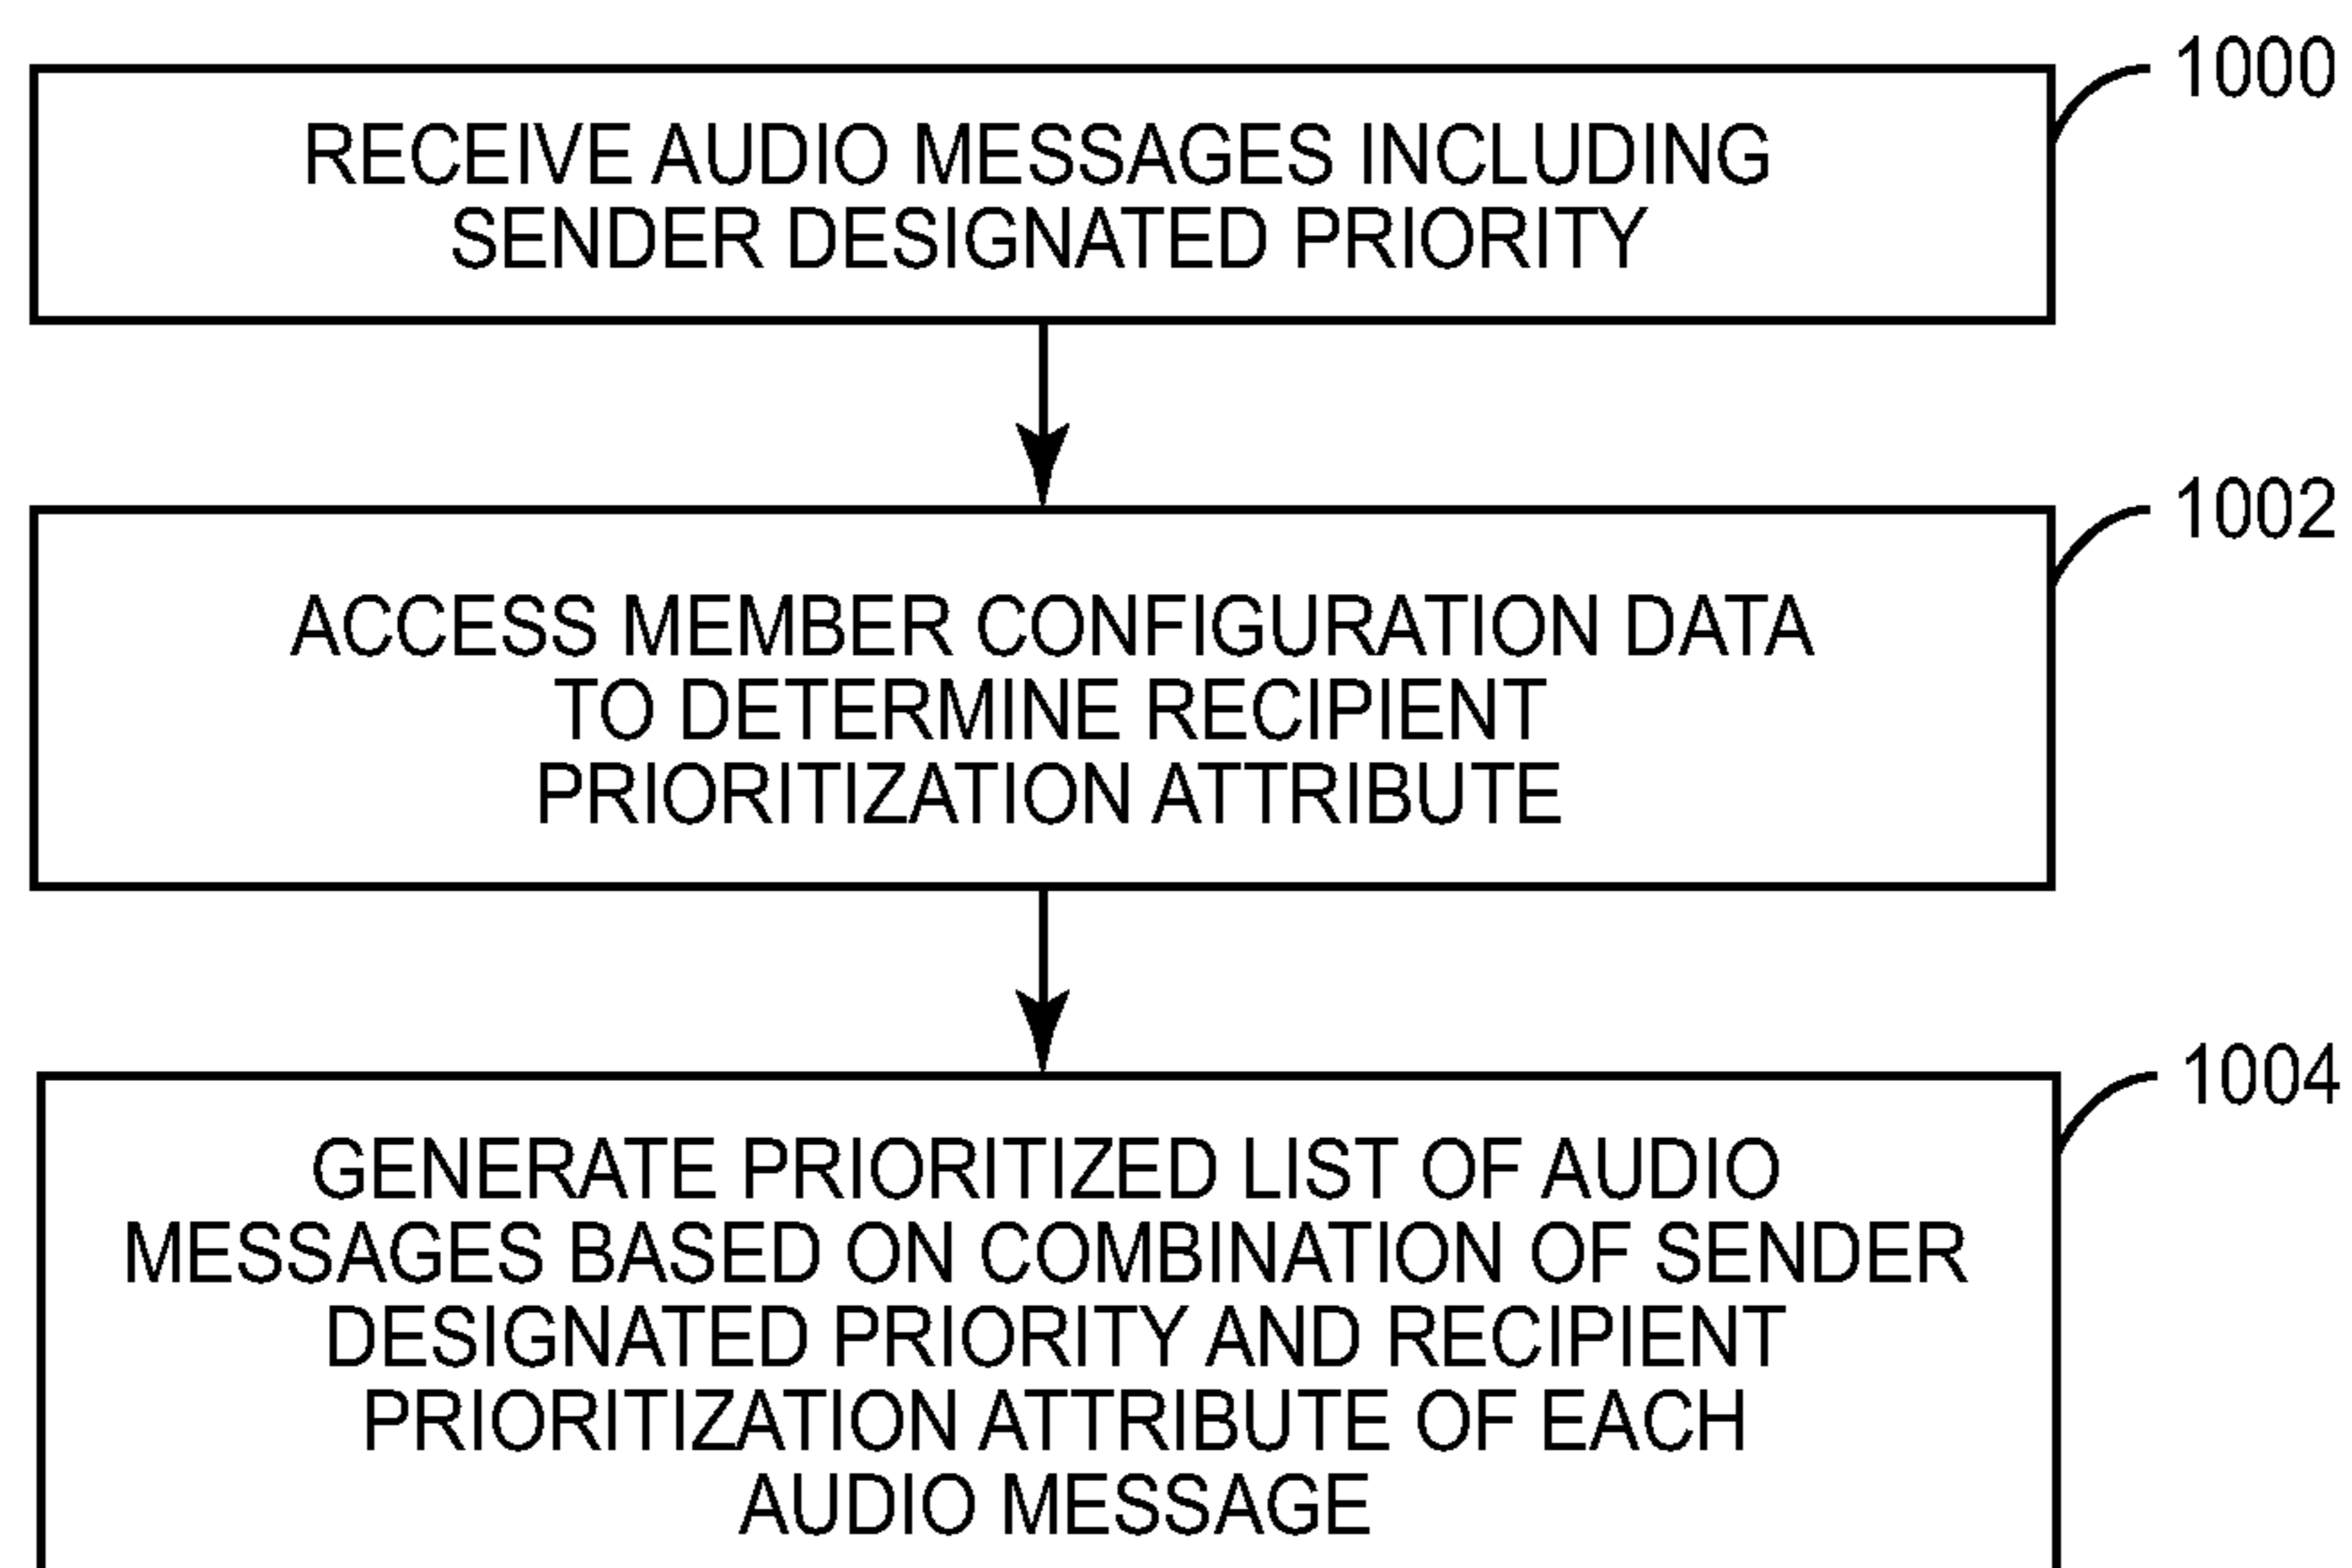 1000
RECEIVE AUDIO MESSAGES INCLUDING
SENDER DESIGNATED PRIORITY
1002
ACCESS MEMBER CONFIGURATION DATA
TO DETERMINE RECIPIENT
PRIORITIZATION ATTRIBUTE
1004
GENERATE PRIORITIZED LIST OF AUDIO
MESSAGES BASED ON COMBINATION OF SENDER
DESIGNATED PRIORITY AND RECIPIENT
PRIORITIZATION ATTRIBUTE OF EACH
AUDIO MESSAGE